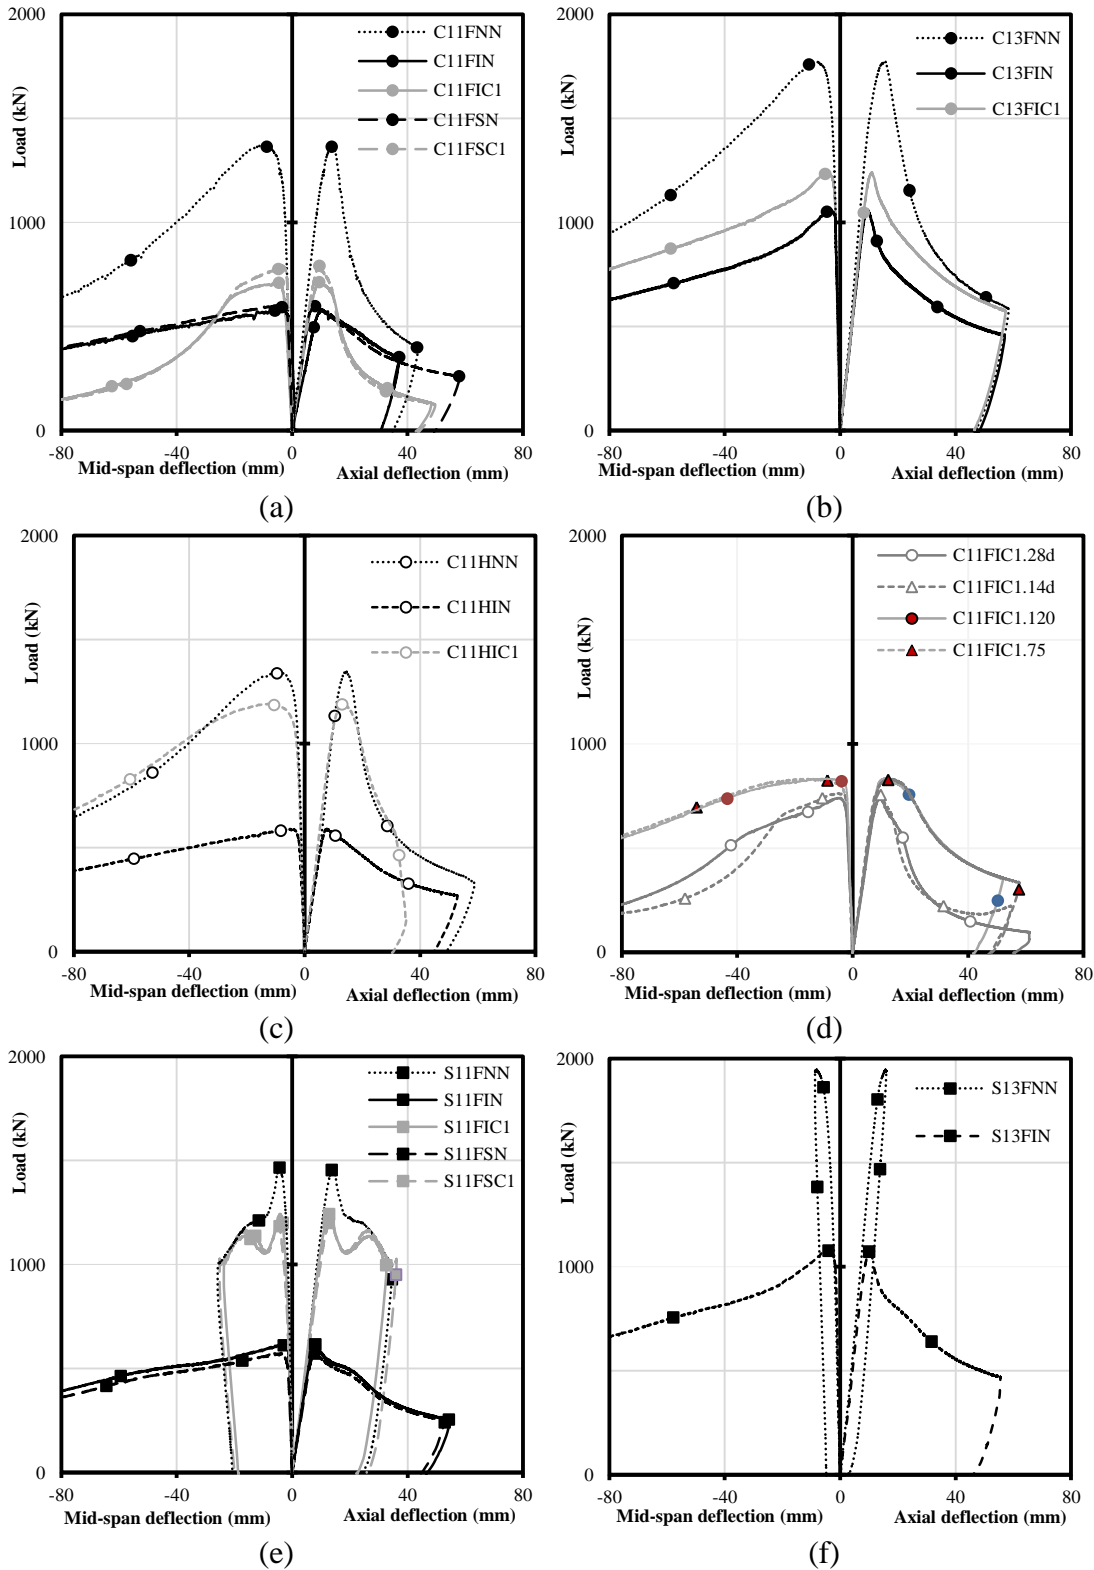 2000
1000
0
Load (kN)
-80
-40
0
40
80
Mid-span deflection (mm)
Axial deflection (mm)
C11FNN
C11FIN
C11FIC1
C11FSN
C11FSC1
(a)
2000
1000
0
Load (kN)
-80
-40
0
40
80
Mid-span deflection (mm)
Axial deflection (mm)
C13FNN
C13FIN
C13FIC1
(b)
2000
1000
0
Load (kN)
-80
-40
0
40
80
Mid-span deflection (mm)
Axial deflection (mm)
C11HNN
C11HIN
C11HIC1
(c)
2000
1000
0
Load (kN)
-80
-40
0
40
80
Mid-span deflection (mm)
Axial deflection (mm)
C11FIC1.28d
C11FIC1.14d
C11FIC1.120
C11FIC1.75
(d)
2000
1000
0
Load (kN)
-80
-40
0
40
80
Mid-span deflection (mm)
Axial deflection (mm)
S11FNN
S11FIN
S11FIC1
S11FSN
S11FSC1
(e)
2000
1000
0
Load (kN)
-80
-40
0
40
80
Mid-span deflection (mm)
Axial deflection (mm)
S13FNN
S13FIN
(f)